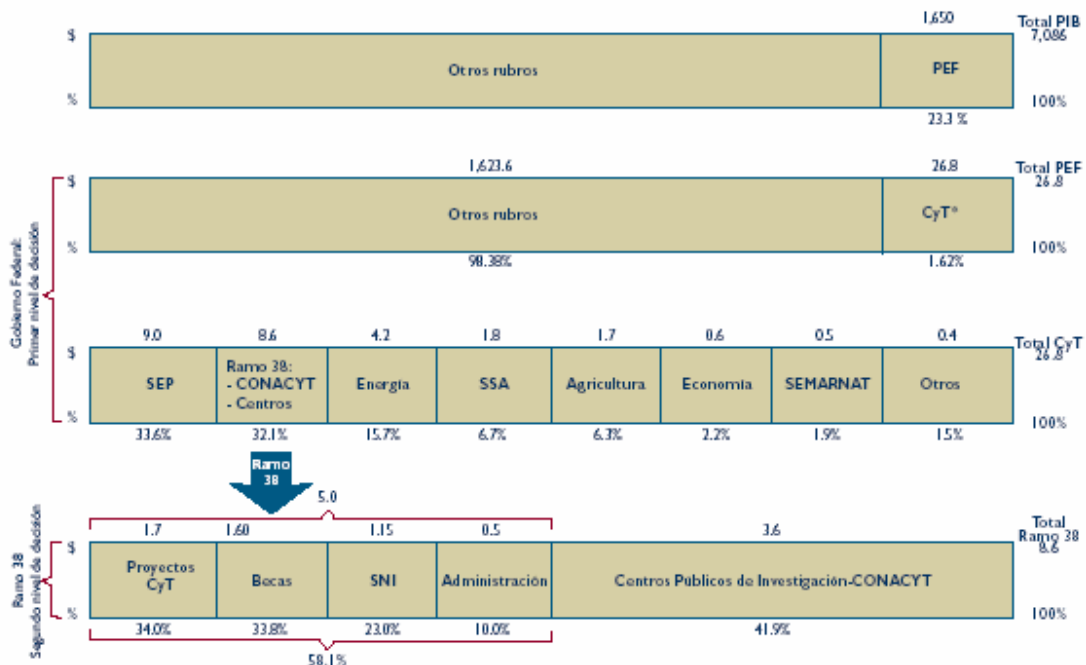 1,650 Total PIB
$ 7,086
Otros rubros PEF
% 100%
23.3 %
1,623.6 26.8 Total PEF
$ 26.8
Otros rubros CyT*
% 100%
98.38% 1.62%
Gobierno Federal:
Primer nivel de decisión
9.0 8.6 4.2 1.8 1.7 0.6 0.5 0.4 Total CyT
$ 26.8
SEP
Ramo 38:
- CONACYT
- Centros
Energía SSA Agricultura Economía SEMARNAT Otros
% 100%
33.6% 32.1% 15.7% 6.7% 6.3% 2.2% 1.9% 15%
Ramo
38
5.0
1.7 1.60 1.15 0.5 3.6
Total
Ramo 38
$ 8.6
Proyectos
CyT
Becas SNI Administración Centros Públicos de Investigación-CONACYT
% 100%
34.0% 33.8% 23.0% 10.0% 41.9%
58.1%
Ramo 38
Segundo nivel de decisión